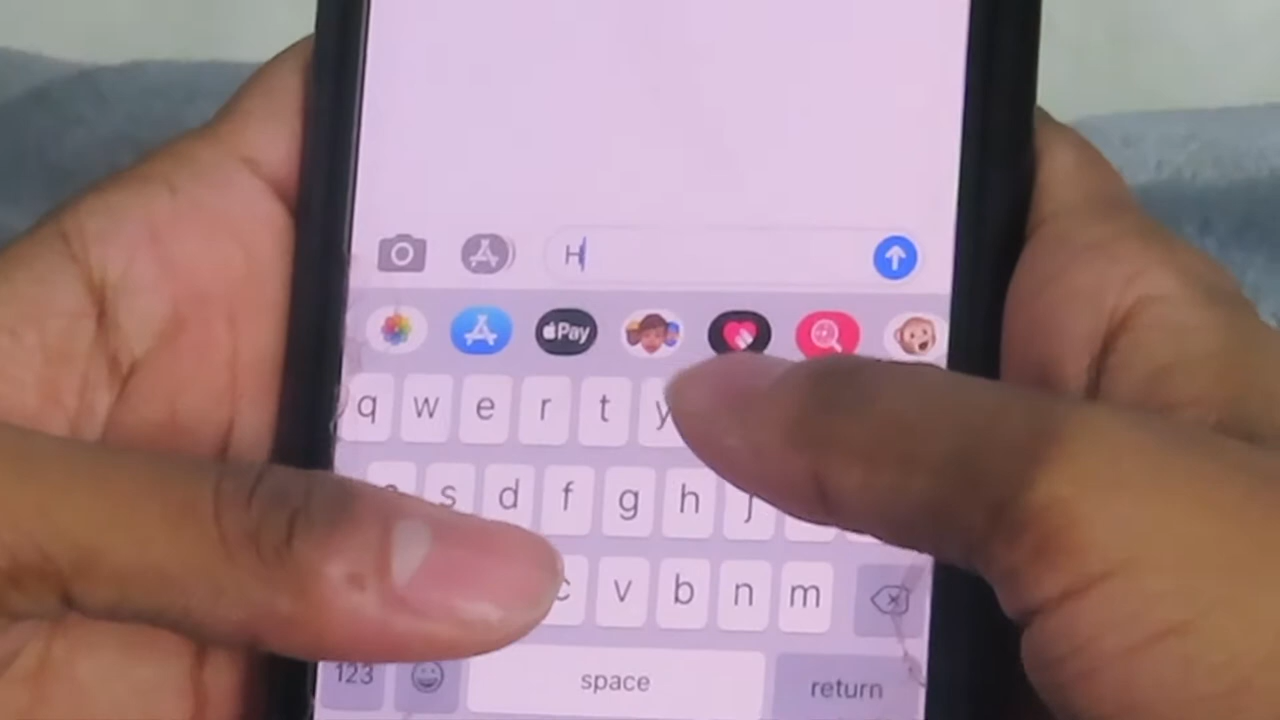 H
Pay
q w e r t y
s d f g h j
c v b n m
123 space return